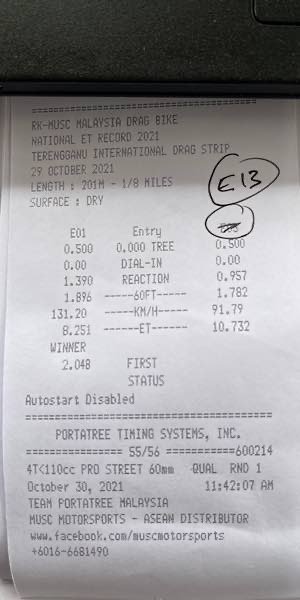 RK-MUSC MALAYSIA DRAG BIKE
NATIONAL ET RECORD 2021
TERENGGANU INTERNATIONAL DRAG STRIP
29 OCTOBER 2021
LENGTH : 201M - 1/8 MILES
SURFACE : DRY
E13
E01 Entry
0.500 0.000 TREE 0.500
0.00 DIAL-IN 0.00
1.390 REACTION 0.957
1.896 -----60FT----- 1.782
131.20 -----KM/H----- 91.79
8.251 ------ET------ 10.732
WINNER
2.048 FIRST
STATUS
Autostart Disabled
PORTATREE TIMING SYSTEMS, INC.
============ 55/56 ===========600214
4T<110cc PRO STREET 60mm QUAL RND 1
October 30, 2021 11:42:07 AM
TEAM PORTATREE MALAYSIA
MUSC MOTORSPORTS - ASEAN DISTRIBUTOR
www.facebook.com/muscmotorsports
+6016-6681490